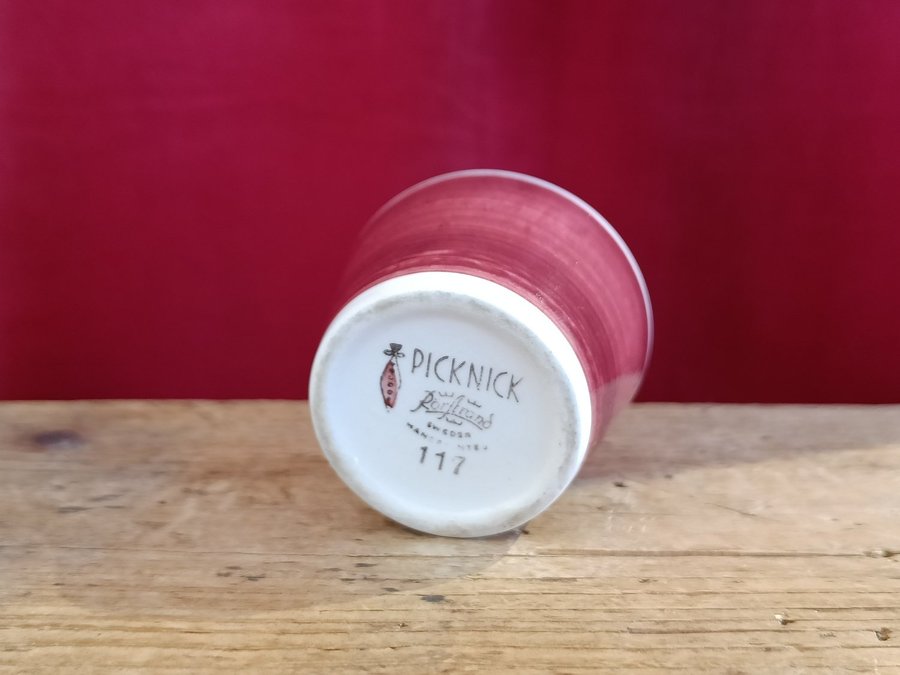 PICKNICK
Rörstrand
SWEDEN
117